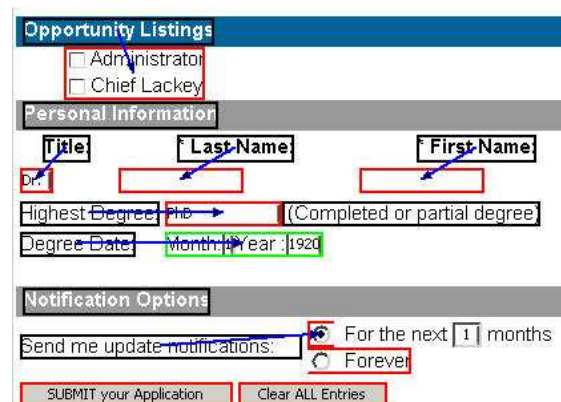 Opportunity Listings
Administrator
Chief Lackey
Personal Information
Title: * Last Name: * First Name:
Dr.
Highest Degree: PhD (Completed or partial degree)
Degree Date: Month: 1 Year : 1920
Notification Options
Send me update notifications: For the next 1 months
Forever
SUBMIT your Application Clear ALL Entries